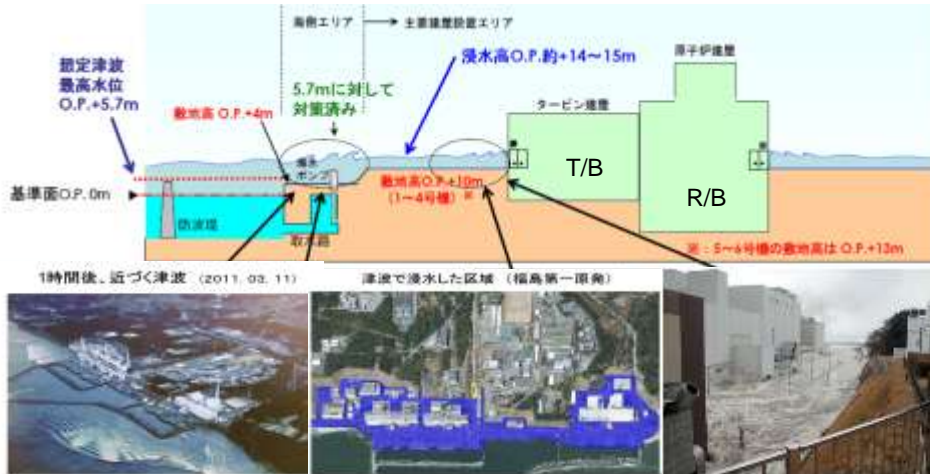 海側エリア
主要建屋設置エリア
原子炉建屋
想定津波
最高水位
O.P.+5.7m
浸水高O.P.約+14～15m
5.7mに対して
対策済み
敷地高 O.P.+4m
タービン建屋
T/B
R/B
ポンプ
敷地高O.P.+10m
(1～4号機) ※
基準面O.P. 0m
防波堤
取水路
※：5～6号機の敷地高は O.P.+13m
1時間後、近づく津波 (2011. 03. 11)
津波で浸水した区域 (福島第一原発)